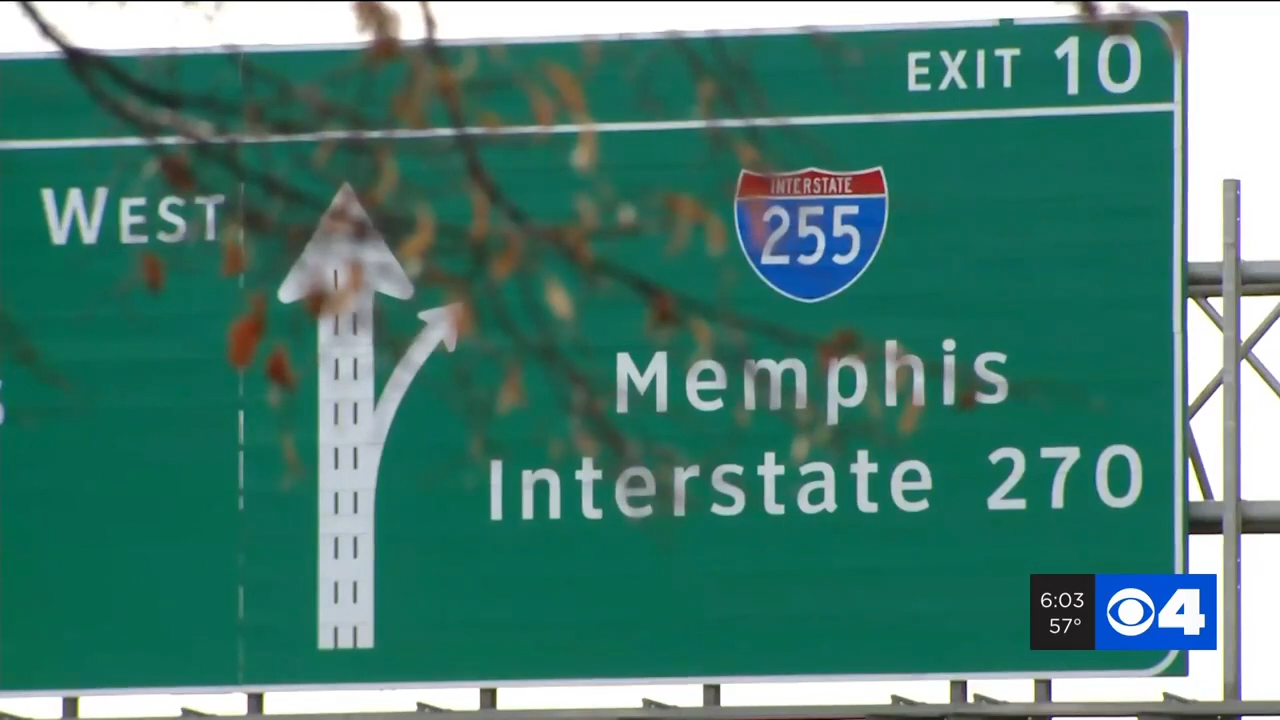 EXIT 10
WEST
INTERSTATE
255
Memphis
Interstate 270
6:03
57°
4